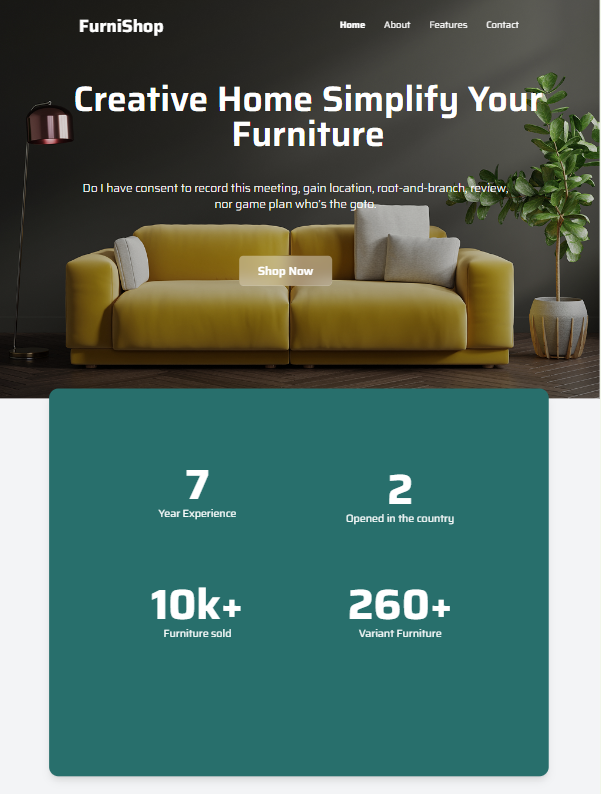 FurniShop
Home About Features Contact
Creative Home Simplify Your
Furniture
Do I have consent to record this meeting, gain location, root-and-branch, review,
nor game plan who's the goto.
Shop Now
7
Year Experience
2
Opened in the country
10k+
Furniture sold
260+
Variant Furniture